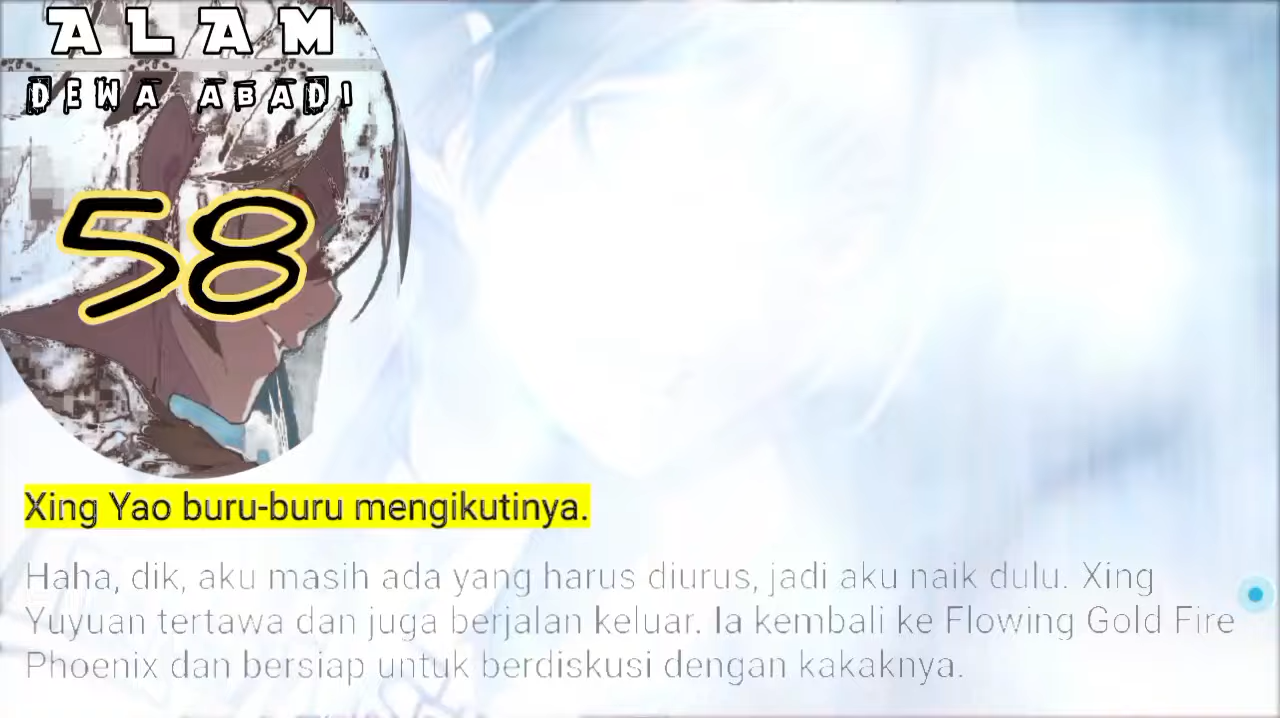 ALAM
DEWA ABADI
58
Xing Yao buru-buru mengikutinya.
Haha, dik, aku masih ada yang harus diurus, jadi aku naik dulu. Xing
Yuyuan tertawa dan juga berjalan keluar. Ia kembali ke Flowing Gold Fire
Phoenix dan bersiap untuk berdiskusi dengan kakaknya.